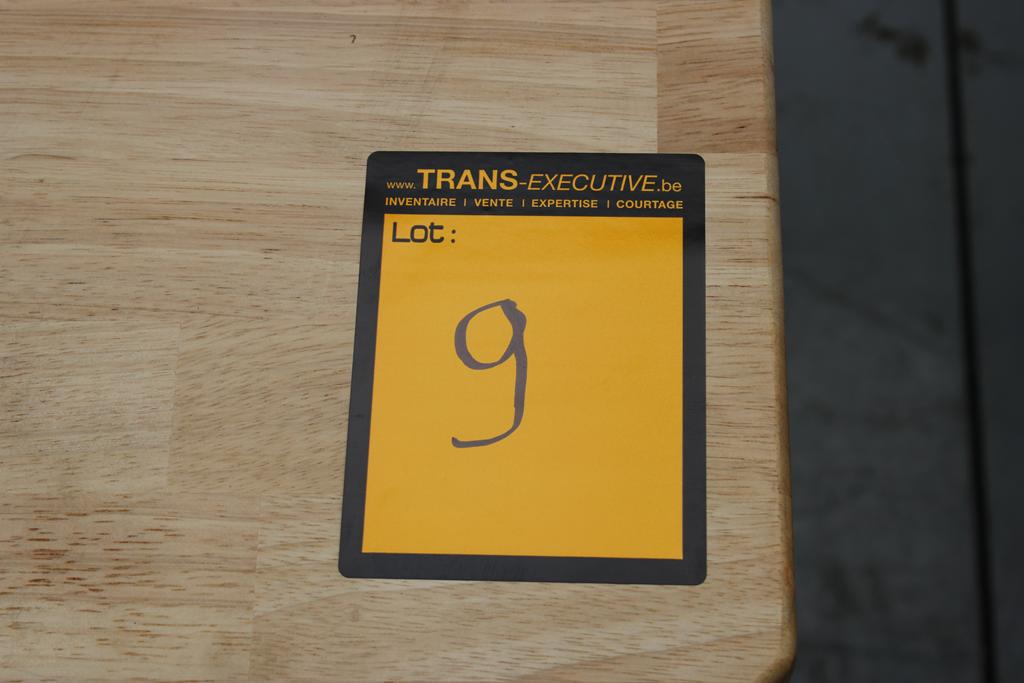 www.TRANS-EXECUTIVE.be
INVENTAIRE | VENTE | EXPERTISE | COURTAGE
Lot:
9